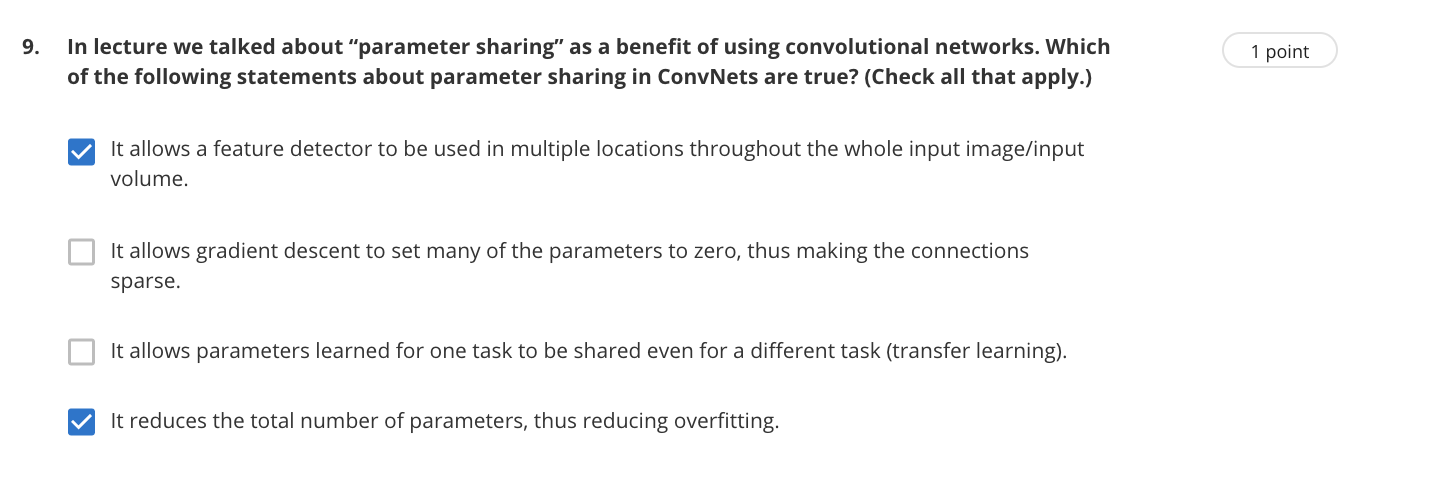 9. In lecture we talked about “parameter sharing” as a benefit of using convolutional networks. Which
1 point
of the following statements about parameter sharing in ConvNets are true? (Check all that apply.)
It allows a feature detector to be used in multiple locations throughout the whole input image/input
volume.
It allows gradient descent to set many of the parameters to zero, thus making the connections
sparse.
It allows parameters learned for one task to be shared even for a different task (transfer learning).
It reduces the total number of parameters, thus reducing overfitting.